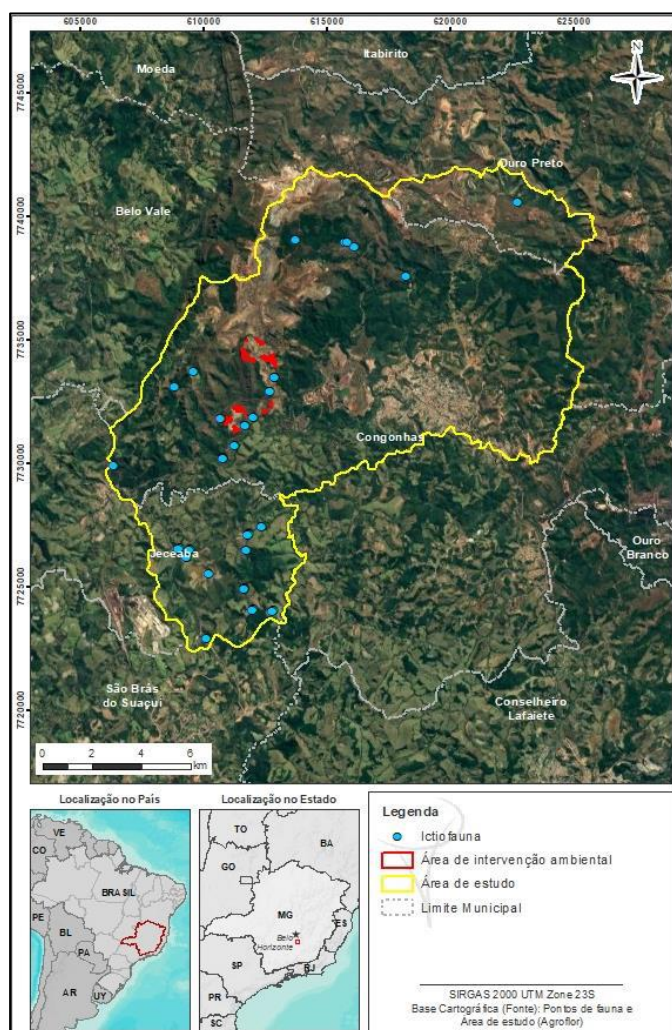 605000 610000 615000 620000 625000
7745000
7740000
7735000
7730000
7725000
7720000
Itabirito
Moeda
Ouro Preto
Belo Vale
Congonhas
Ouro
Branco
Jeceaba
São Brás
do Suaçuí
Conselheiro
Lafaiete
0 2 4 6
km
Localização no País
VE
CO
BRASIL
PE
BL
PA
AR
UY
Localização no Estado
TO
BA
GO
MG
Belo
Horizonte
ES
SP
RJ
PR
SC
Legenda
Ictiofauna
Área de intervenção ambiental
Área de estudo
Limite Municipal
SIRGAS 2000 UTM Zone 23S
Base Cartográfica (Fonte): Pontos de fauna e
Área de estudo (Agroflor)